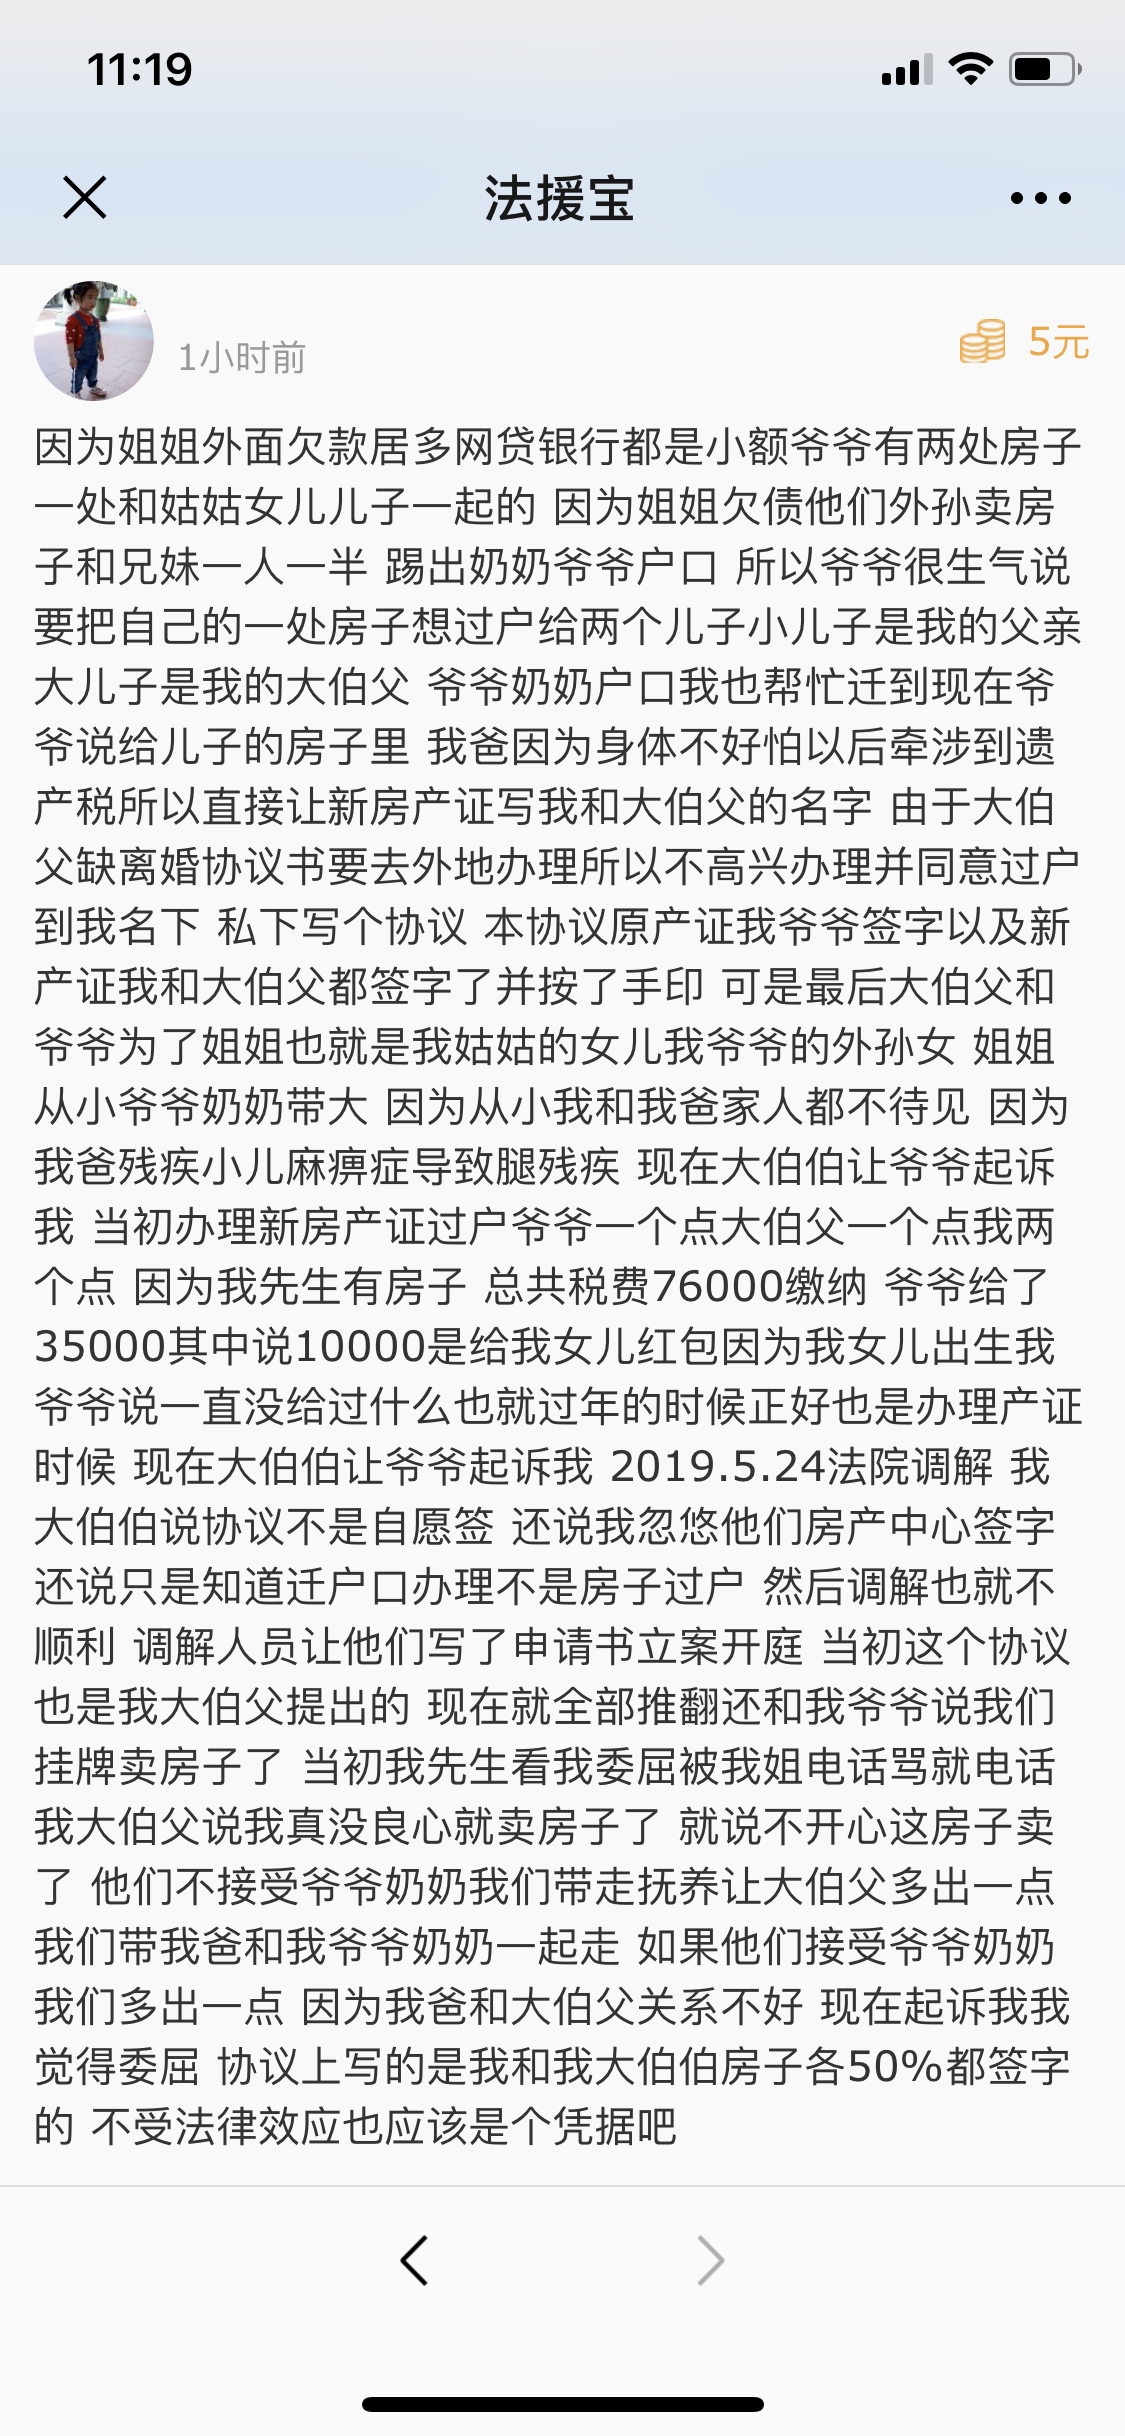 11:19
法援宝
1小时前
5元
因为姐姐外面欠款居多网贷银行都是小额爷爷有两处房子
一处和姑姑女儿儿子一起的 因为姐姐欠债他们外孙卖房
子和兄妹一人一半 踢出奶奶爷爷户口 所以爷爷很生气说
要把自己的一处房子想过户给两个儿子小儿子是我的父亲
大儿子是我的大伯父 爷爷奶奶户口我也帮忙迁到现在爷
爷说给儿子的房子里 我爸因为身体不好怕以后牵涉到遗
产税所以直接让新房产证写我和大伯父的名字 由于大伯
父缺离婚协议书要去外地办理所以不高兴办理并同意过户
到我名下 私下写个协议 本协议原产证我爷爷签字以及新
产证我和大伯父都签字了并按了手印 可是最后大伯父和
爷爷为了姐姐也就是我姑姑的女儿我爷爷的外孙女 姐姐
从小爷爷奶奶带大 因为从小我和我爸家人都不待见 因为
我爸残疾小儿麻痹症导致腿残疾 现在大伯伯让爷爷起诉
我 当初办理新房产证过户爷爷一个点大伯父一个点我两
个点 因为我先生有房子 总共税费76000缴纳 爷爷给了
35000其中说10000是给我女儿红包因为我女儿出生我
爷爷说一直没给过什么也就过年的时候正好也是办理产证
时候 现在大伯伯让爷爷起诉我 2019.5.24法院调解 我
大伯伯说协议不是自愿签 还说我忽悠他们房产中心签字
还说只是知道迁户口办理不是房子过户 然后调解也就不
顺利 调解人员让他们写了申请书立案开庭 当初这个协议
也是我大伯父提出的 现在就全部推翻还和我爷爷说我们
挂牌卖房子了 当初我先生看我委屈被我姐电话骂就电话
我大伯父说我真没良心就卖房子了 就说不开心这房子卖
了 他们不接受爷爷奶奶我们带走抚养让大伯父多出一点
我们带我爸和我爷爷奶奶一起走 如果他们接受爷爷奶奶
我们多出一点 因为我爸和大伯父关系不好 现在起诉我我
觉得委屈 协议上写的是我和我大伯伯房子各50%都签字
的 不受法律效应也应该是个凭据吧